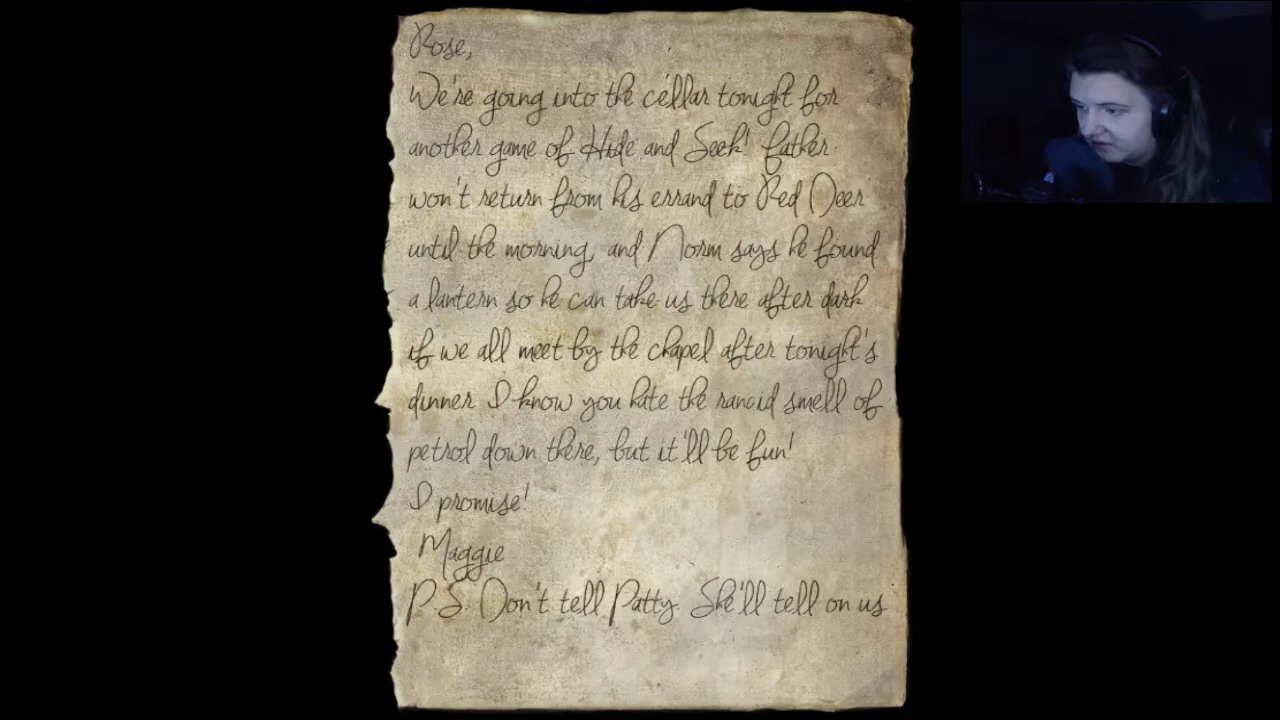 Rose,
We're going into the cellar tonight for
another game of Hide and Seek! Father
won't return from his errand to Red Deer
until the morning, and Norm says he found
a lantern so he can take us there after dark
if we all meet by the chapel after tonight's
dinner. I know you hate the rancid smell of
petrol down there, but it'll be fun!
I promise!
Maggie
P.S. Don't tell Patty. She'll tell on us